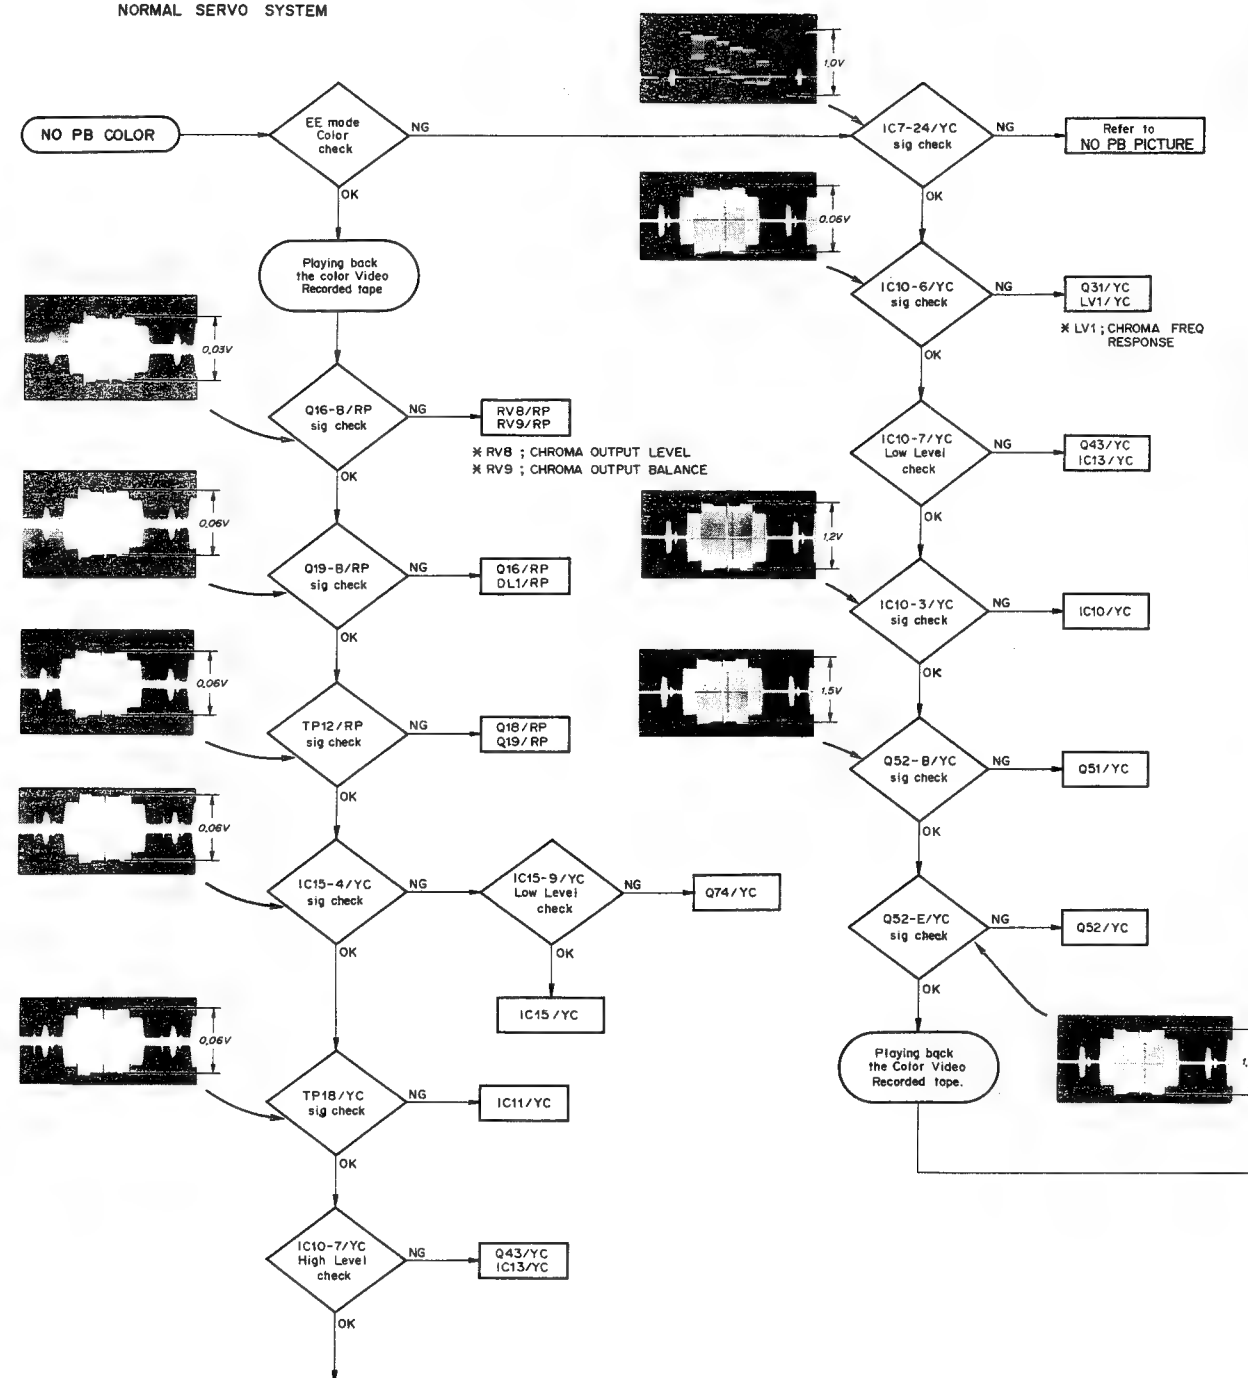 NORMAL SERVO SYSTEM
NO PB COLOR
EE mode
Color
check
NG
OK
Playing back
the color Video
Recorded tape
0.03V
Q16-B/RP
sig check
NG
RV8/RP
RV9/RP
※ RV8 ; CHROMA OUTPUT LEVEL
※ RV9 ; CHROMA OUTPUT BALANCE
OK
0.06V
Q19-B/RP
sig check
NG
Q16/RP
DL1/RP
OK
0.06V
TP12/RP
sig check
NG
Q18/RP
Q19/RP
OK
0.06V
IC15-4/YC
sig check
NG
IC15-9/YC
Low Level
check
NG
Q74/YC
OK
IC15/YC
OK
0.06V
TP18/YC
sig check
NG
IC11/YC
OK
IC10-7/YC
High Level
check
NG
Q43/YC
IC13/YC
OK
1.0V
IC7-24/YC
sig check
NG
Refer to
NO PB PICTURE
OK
0.06V
IC10-6/YC
sig check
NG
Q31/YC
LV1/YC
※ LV1 ; CHROMA FREQ
RESPONSE
OK
IC10-7/YC
Low Level
check
NG
Q43/YC
IC13/YC
OK
1.2V
IC10-3/YC
sig check
NG
IC10/YC
OK
1.5V
Q52-B/YC
sig check
NG
Q51/YC
OK
Q52-E/YC
sig check
NG
Q52/YC
OK
Playing back
the Color Video
Recorded tape.